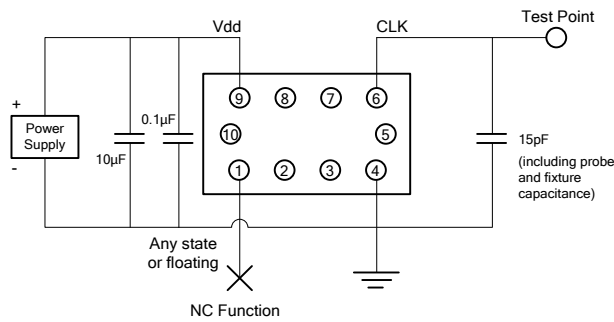 Test Point
Vdd
CLK
+
Power
Supply
-
10µF
0.1µF
9
8
7
6
10
5
1
2
3
4
15pF
(including probe
and fixture
capacitance)
Any state
or floating
NC Function